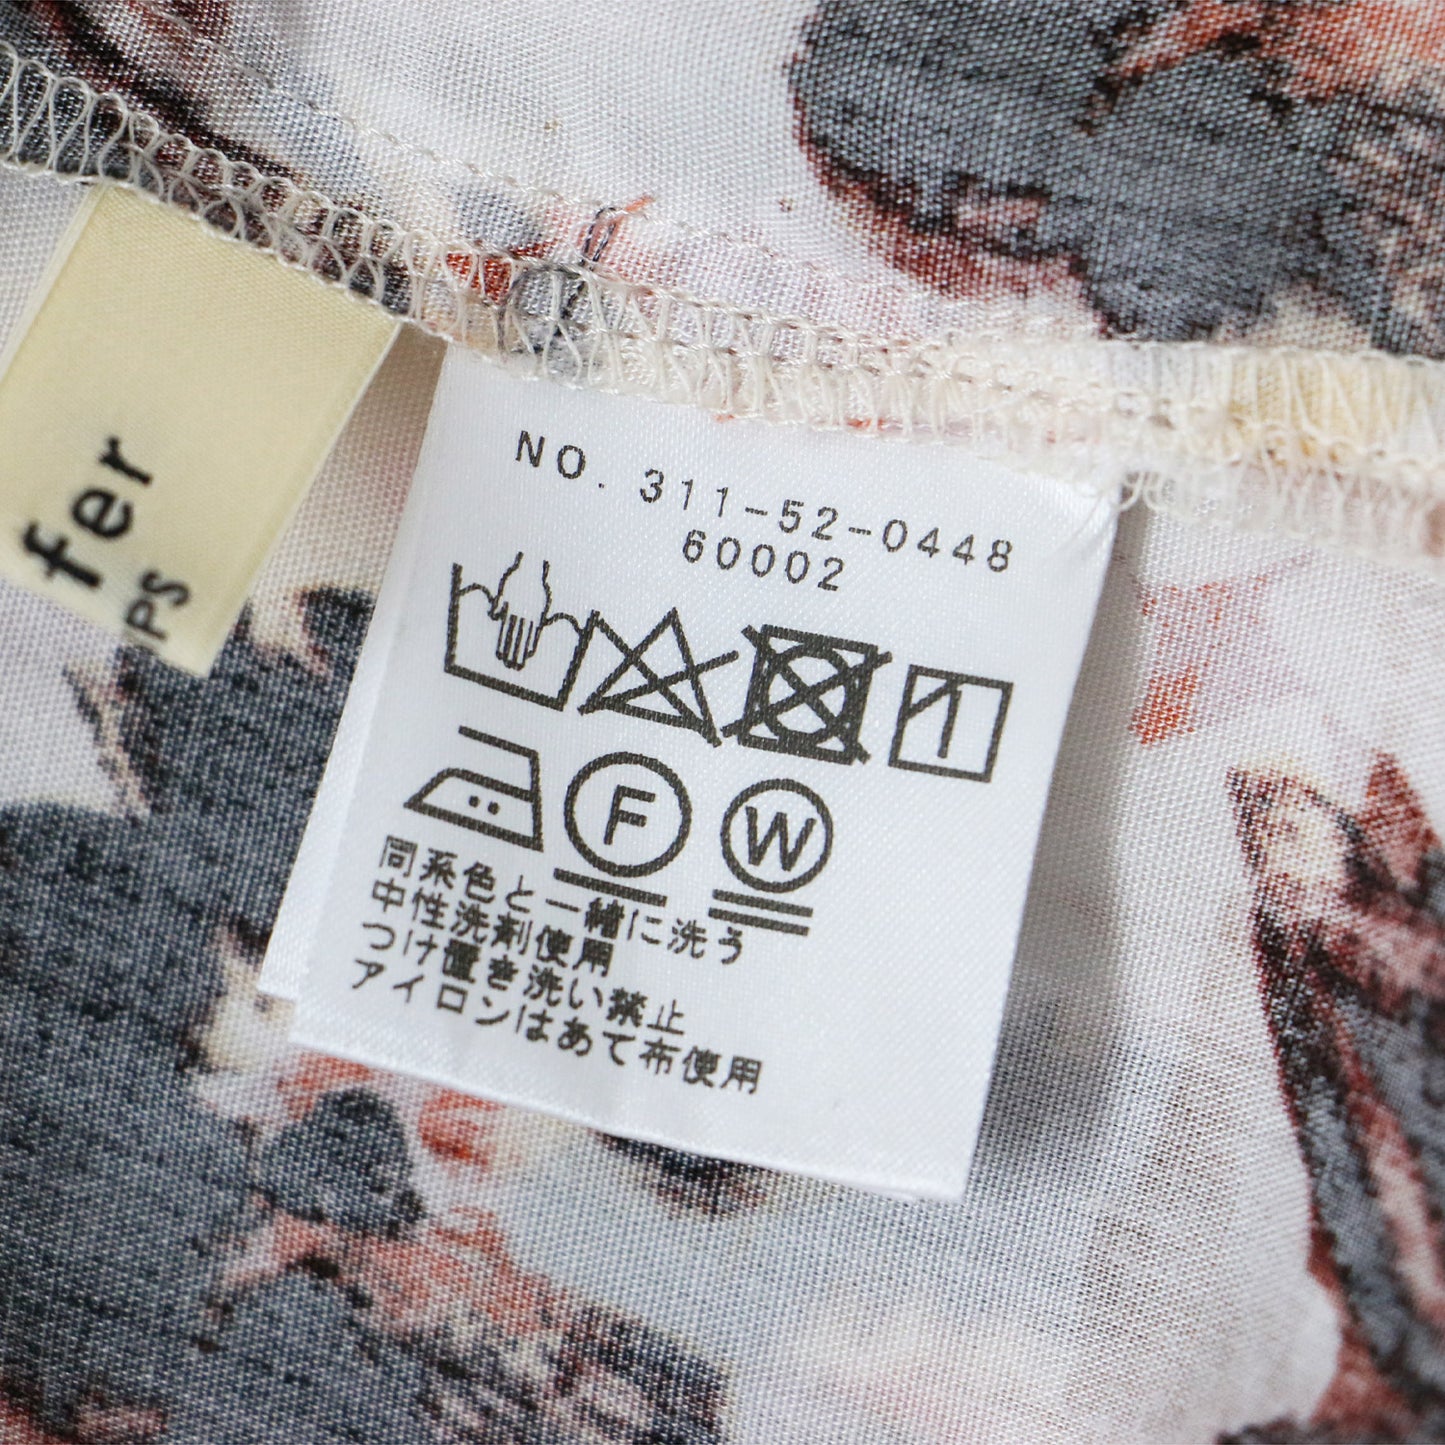 fer
IPS
NO. 311-52-0448
60002
F
W
同系色と一緒に洗う
中性洗剤使用
つけ置き洗い禁止
アイロンはあて布使用